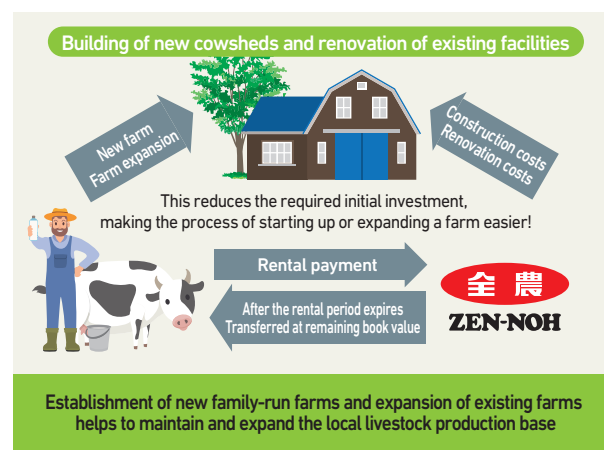 Building of new cowsheds and renovation of existing facilities
New farm
Farm expansion
Construction costs
Renovation costs
This reduces the required initial investment,
making the process of starting up or expanding a farm easier!
Rental payment
After the rental period expires
Transferred at remaining book value
全農
ZEN-NOH
Establishment of new family-run farms and expansion of existing farms
helps to maintain and expand the local livestock production base